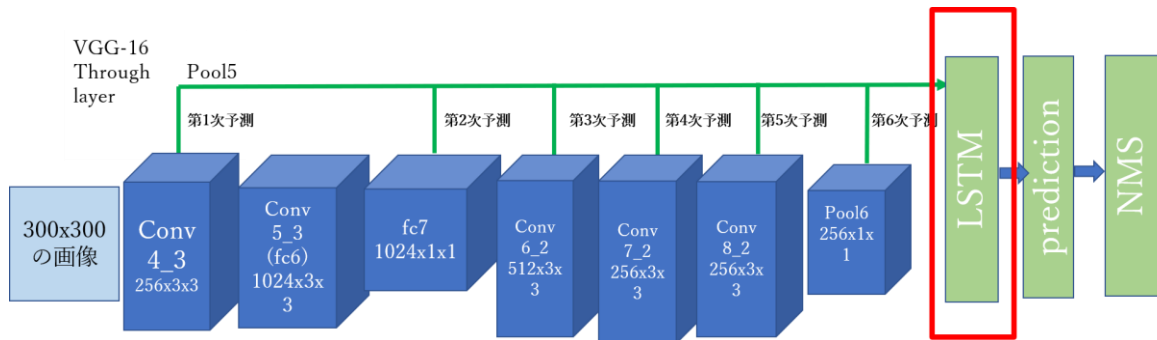 VGG-16
Through
layer
Pool5
第1次予測
第2次予測
第3次予測
第4次予測
第5次予測
第6次予測
300x300
の画像
Conv
4_3
256x3x3
Conv
5_3
(fc6)
1024x3x
3
fc7
1024x1x1
Conv
6_2
512x3x
3
Conv
7_2
256x3x
3
Conv
8_2
256x3x
3
Pool6
256x1x
1
LSTM
prediction
NMS